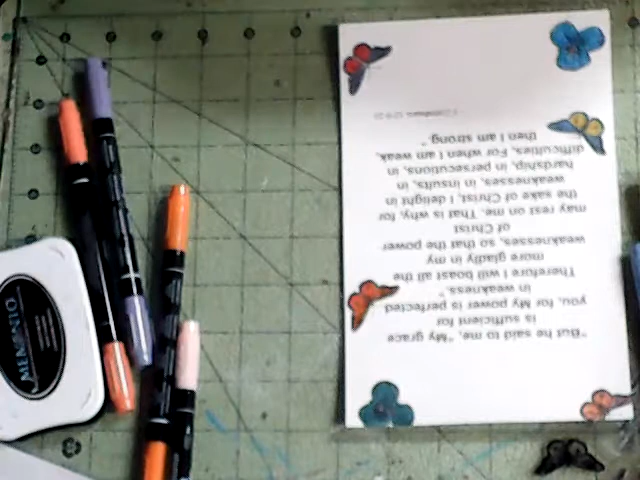 "But he said to me, "My grace
is sufficient for
you, for My power is perfected
in weakness."
Therefore I will boast all the
more gladly in my
weaknesses, so that the power
of Christ
may rest on me. That is why, for
the sake of Christ, I delight in
weaknesses, in insults, in
hardship, in persecutions, in
difficulties. For when I am weak,
then I am strong."
MEMENTO